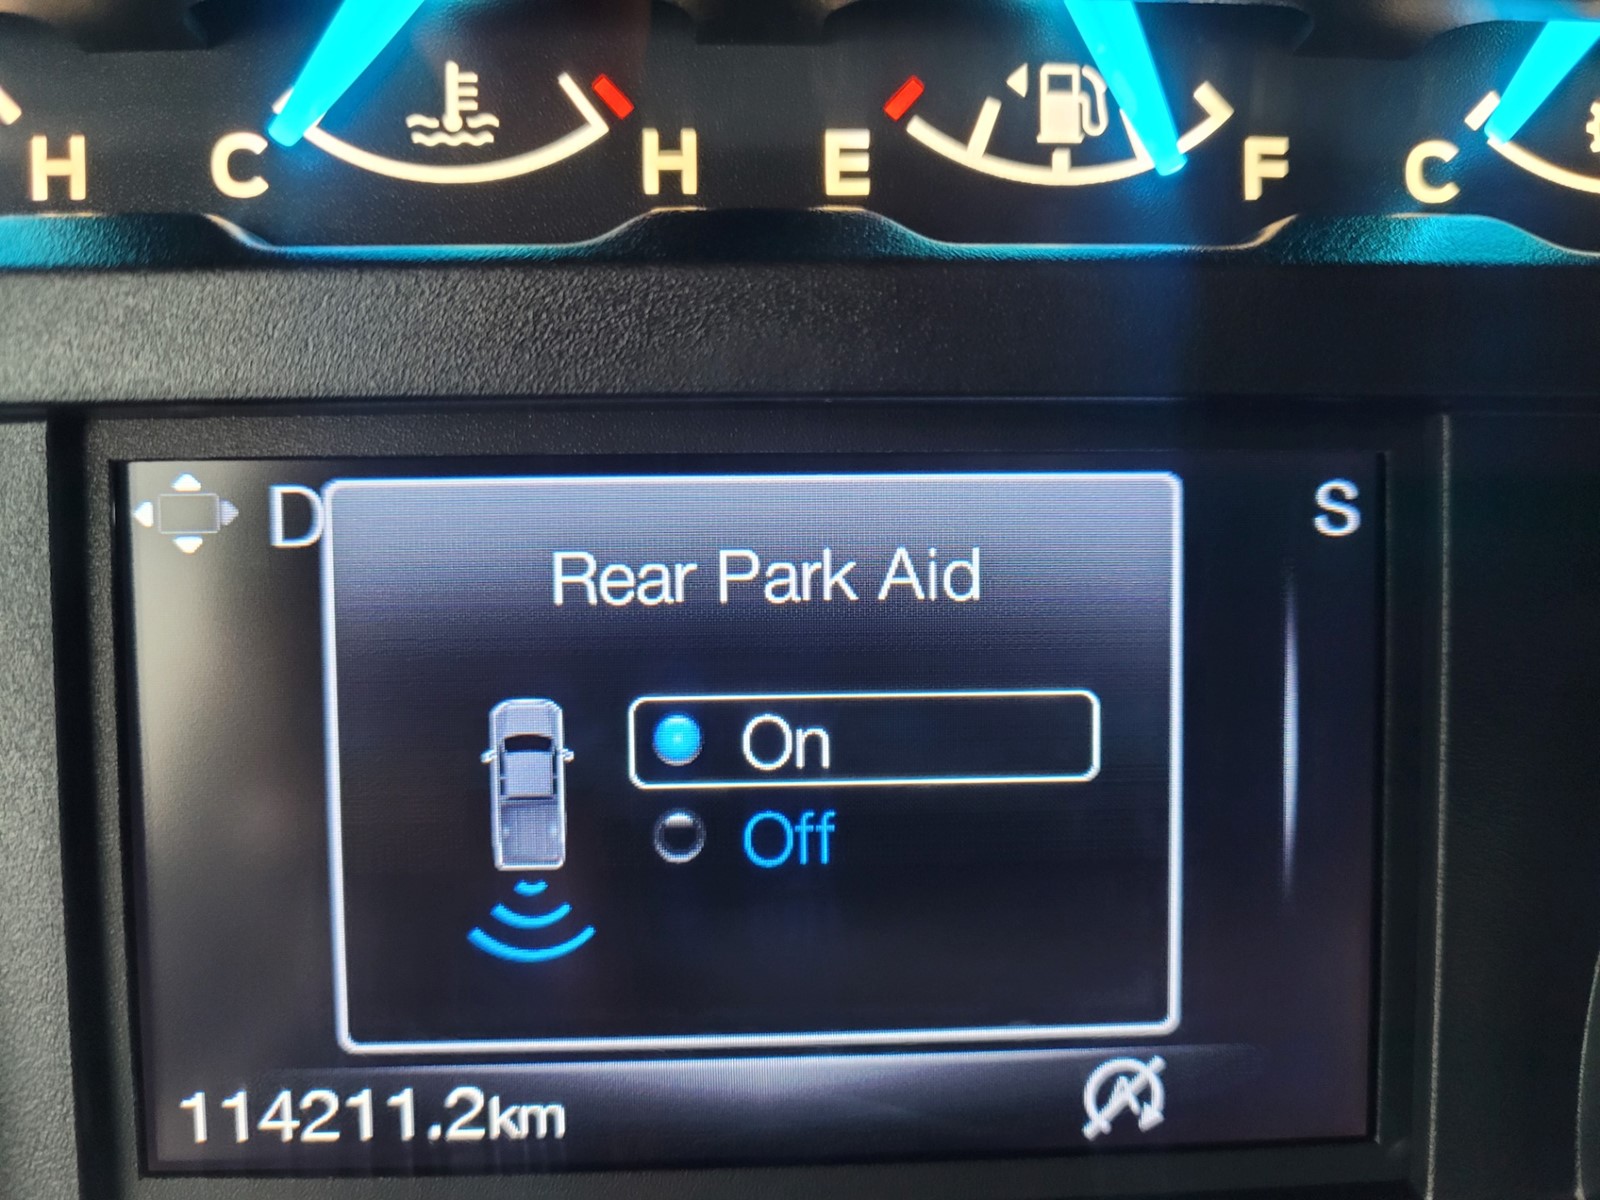 H C H E F C
D S
Rear Park Aid
On
Off
114211.2km